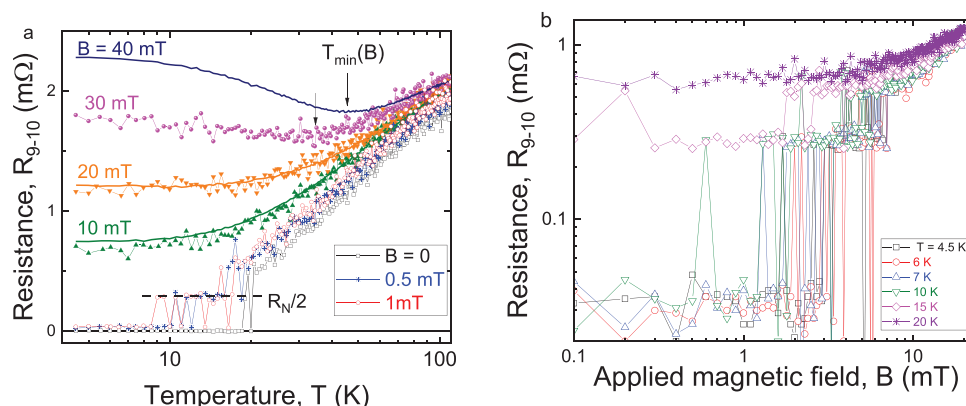 a
B = 40 mT
T_min(B)
30 mT
20 mT
10 mT
R_N/2
B = 0
0.5 mT
1mT
Resistance, R_9-10 (mΩ)
0
1
2
10
100
Temperature, T (K)
b
Resistance, R_9-10 (mΩ)
1
0.1
T = 4.5 K
6 K
7 K
10 K
15 K
20 K
0.1
1
10
Applied magnetic field, B (mT)